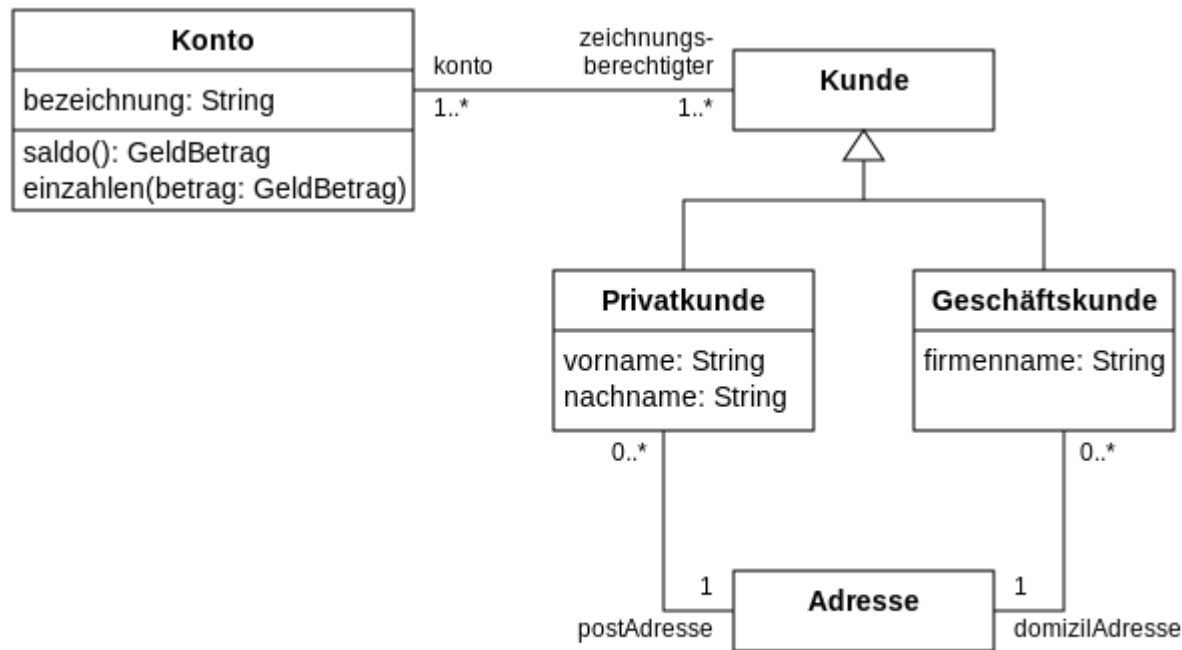 Konto
bezeichnung: String
saldo(): GeldBetrag
einzahlen(betrag: GeldBetrag)
konto
1..*
zeichnungs-
berechtigter
1..*
Kunde
Privatkunde
vorname: String
nachname: String
0..*
Geschäftskunde
firmenname: String
0..*
1
postAdresse
Adresse
1
domizilAdresse